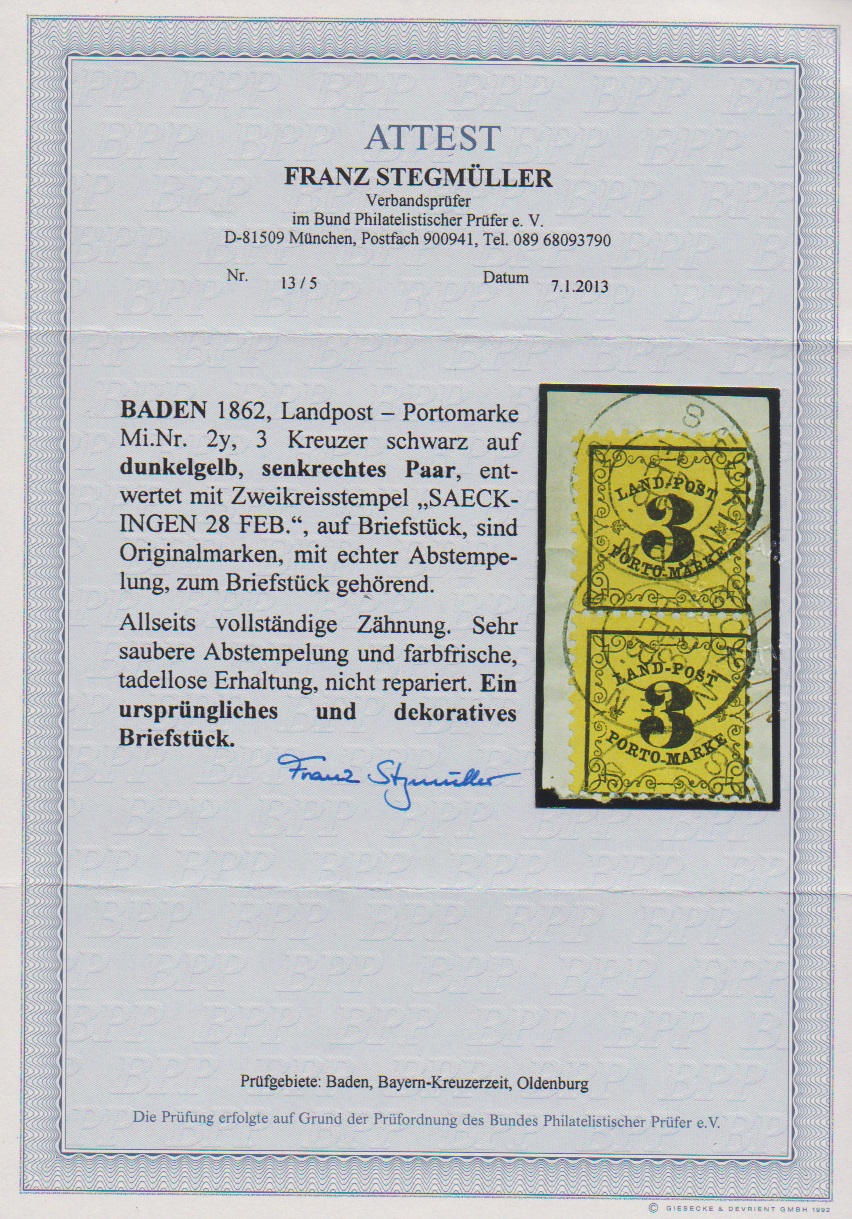 ATTEST
FRANZ STEGMÜLLER
Verbandsprüfer
im Bund Philatelistischer Prüfer e. V.
D-81509 München, Postfach 900941, Tel. 089 68093790
Nr. 13 / 5 Datum 7.1.2013
BADEN 1862, Landpost – Portomarke
Mi.Nr. 2y, 3 Kreuzer schwarz auf
dunkelgelb, senkrechtes Paar, ent-
wertet mit Zweikreisstempel „SAECK-
INGEN 28 FEB.“, auf Briefstück, sind
Originalmarken, mit echter Abstempe-
lung, zum Briefstück gehörend.
Allseits vollständige Zähnung. Sehr
saubere Abstempelung und farbfrische,
tadellose Erhaltung, nicht repariert. Ein
ursprüngliches und dekoratives
Briefstück.
Franz Stegmüller
LAND-POST
3
PORTO-MARKE
LAND-POST
3
PORTO-MARKE
Prüfgebiete: Baden, Bayern-Kreuzerzeit, Oldenburg
Die Prüfung erfolgte auf Grund der Prüfordnung des Bundes Philatelistischer Prüfer e.V.
© GIESECKE & DEVRIENT GMBH 1992